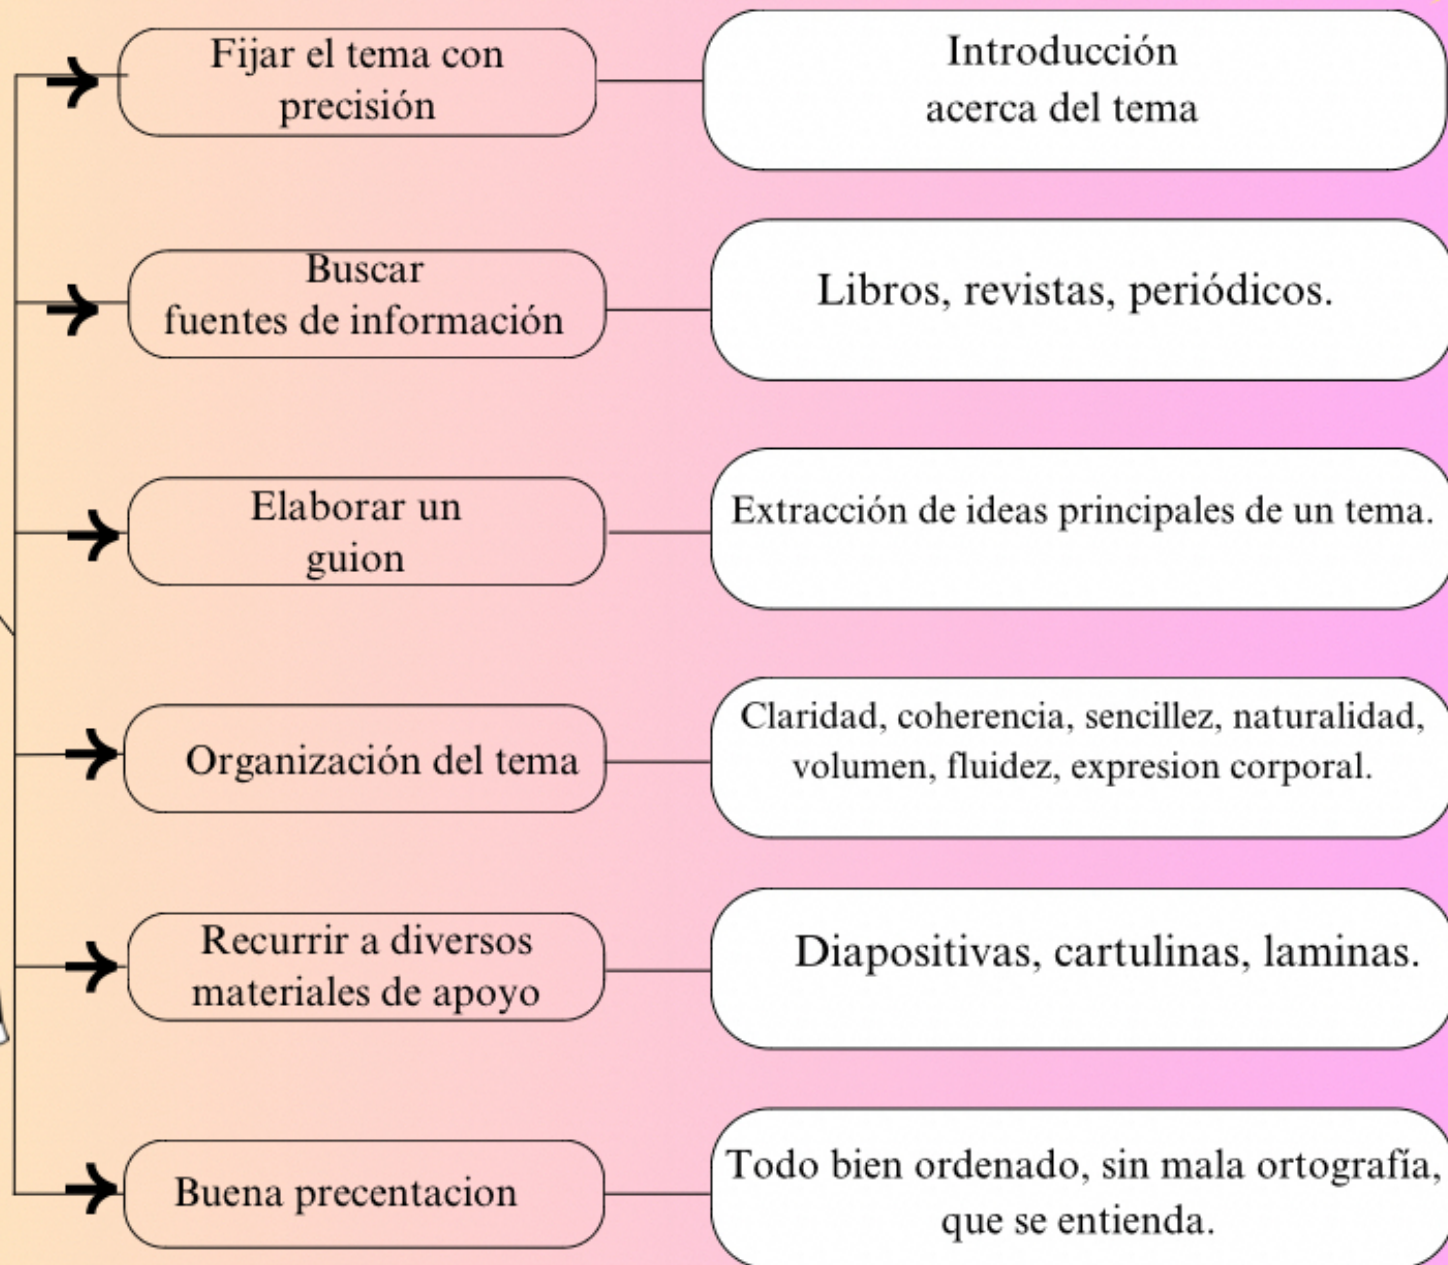 Fijar el tema con
precisión
Introducción
acerca del tema
Buscar
fuentes de información
Libros, revistas, periódicos.
Elaborar un
guion
Extracción de ideas principales de un tema.
Organización del tema
Claridad, coherencia, sencillez, naturalidad,
volumen, fluidez, expresion corporal.
Recurrir a diversos
materiales de apoyo
Diapositivas, cartulinas, laminas.
Buena precentacion
Todo bien ordenado, sin mala ortografía,
que se entienda.